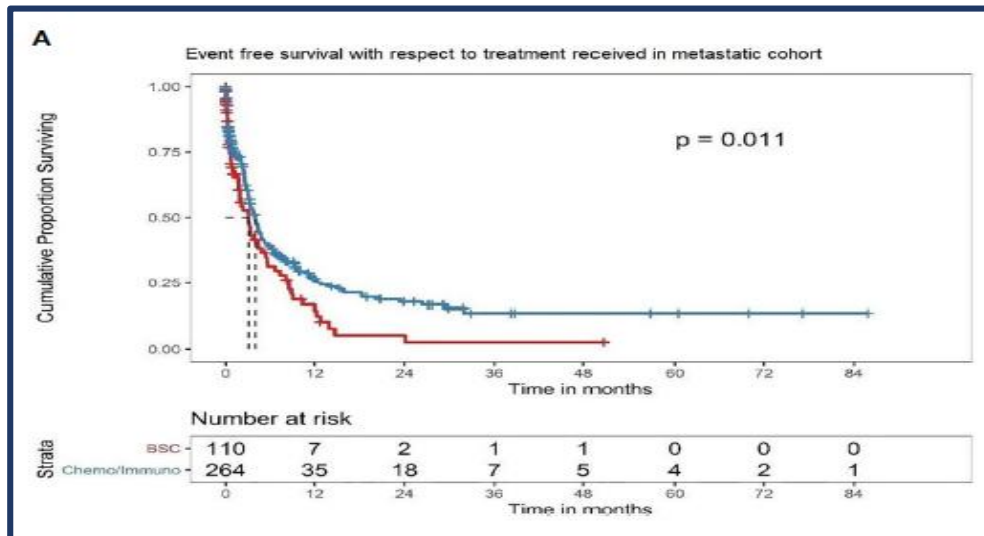 A
Event free survival with respect to treatment received in metastatic cohort
Cumulative Proportion Surviving
1.00
0.75
0.50
0.25
0.00
p = 0.011
0 12 24 36 48 60 72 84
Time in months
Number at risk
Strata
BSC 110 7 2 1 1 0 0 0
Chemo/Immuno 264 35 18 7 5 4 2 1
0 12 24 36 48 60 72 84
Time in months